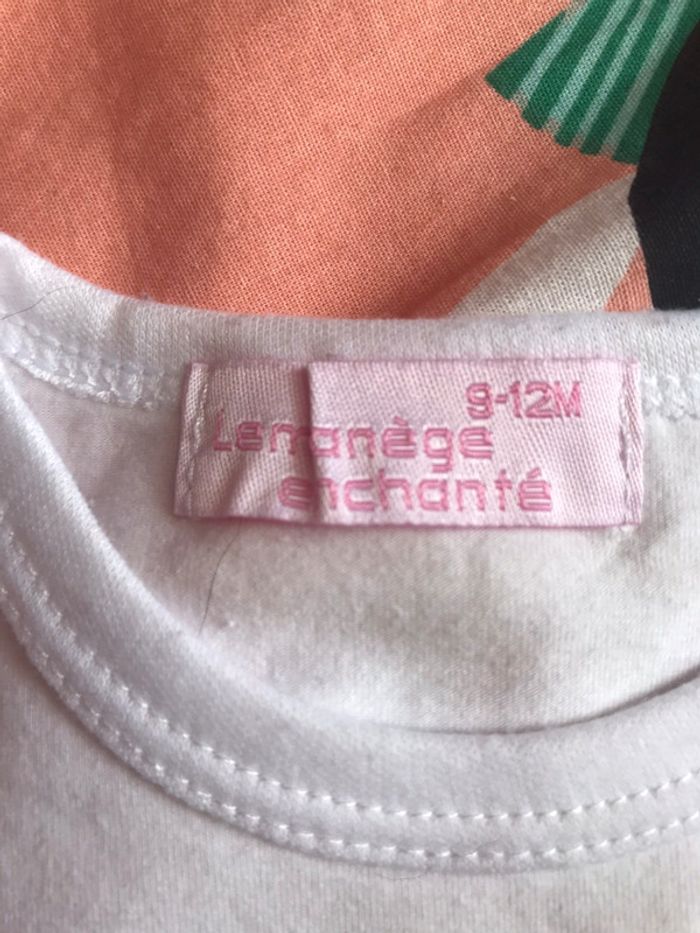 9-12M
Le manège
enchanté